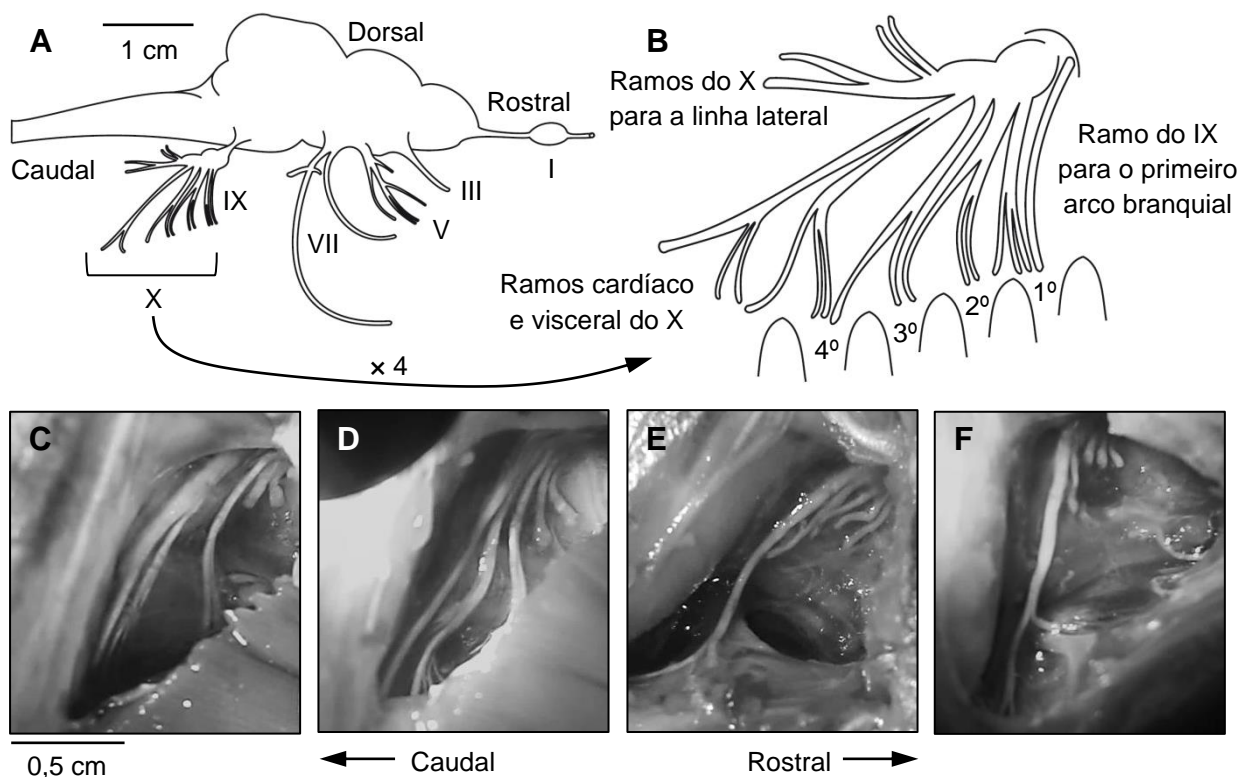 A
1 cm
Dorsal
Rostral
I
Caudal
IX
III
V
VII
X
× 4
B
Ramos do X
para a linha lateral
Ramo do IX
para o primeiro
arco branquial
Ramos cardíaco
e visceral do X
1º
2º
3º
4º
C
D
E
F
0,5 cm
Caudal
Rostral